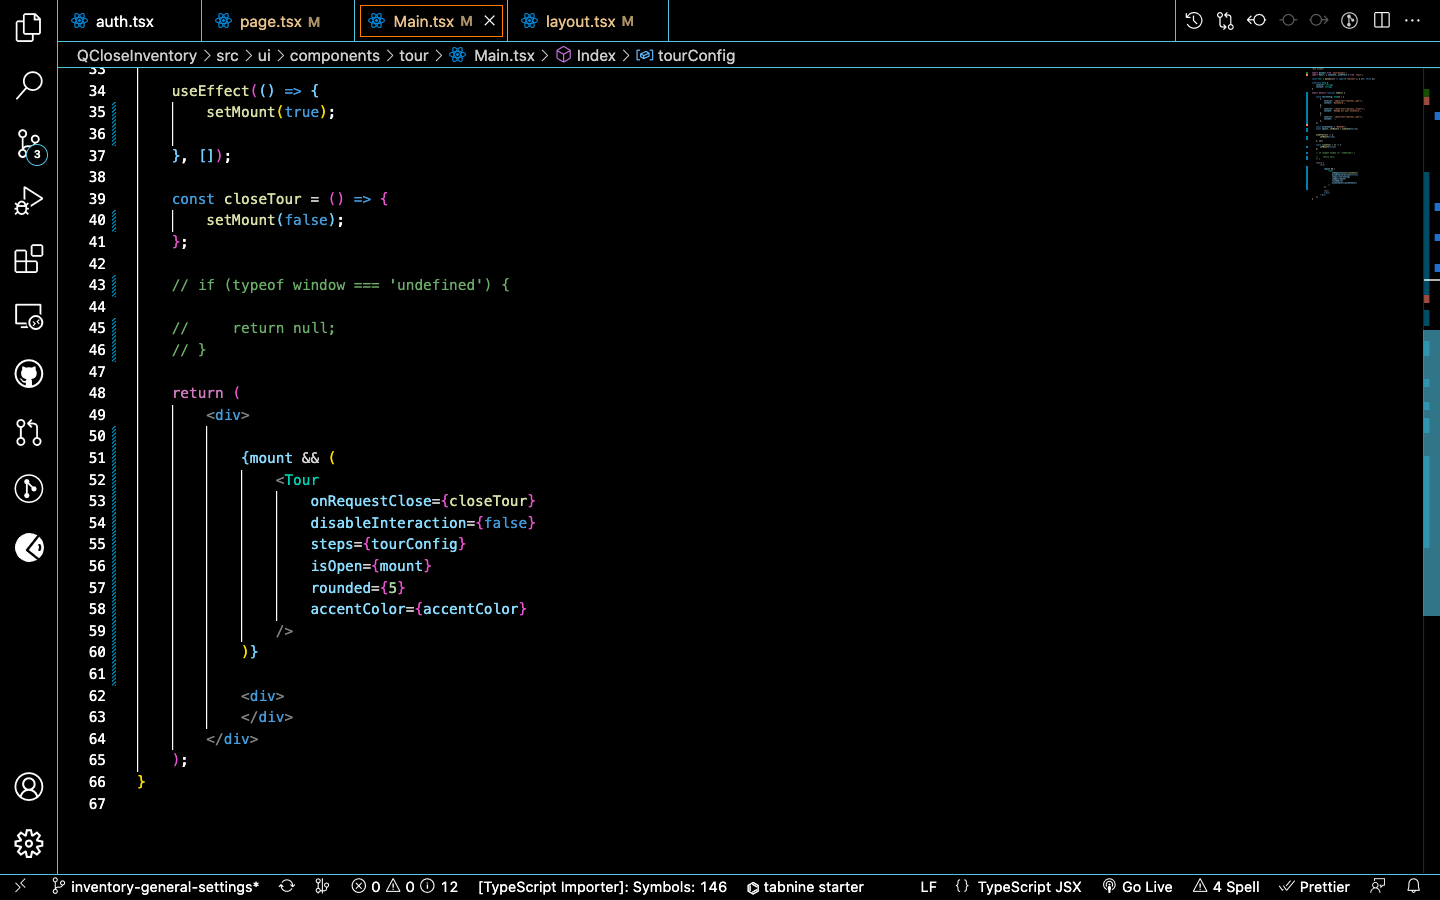 auth.tsx
page.tsx M
Main.tsx M
layout.tsx M
QCloseInventory > src > ui > components > tour > Main.tsx > Index > tourConfig
33
34 useEffect(() => {
35 setMount(true);
36
37 }, []);
38
39 const closeTour = () => {
40 setMount(false);
41 };
42
43 // if (typeof window === 'undefined') {
44
45 //     return null;
46 // }
47
48 return (
49 <div>
50
51 {mount && (
52 <Tour
53 onRequestClose={closeTour}
54 disableInteraction={false}
55 steps={tourConfig}
56 isOpen={mount}
57 rounded={5}
58 accentColor={accentColor}
59 />
60 )}
61
62 <div>
63 </div>
64 </div>
65 );
66 }
67
3
inventory-general-settings* 0 0 12 [TypeScript Importer]: Symbols: 146 tabnine starter LF {} TypeScript JSX Go Live 4 Spell Prettier